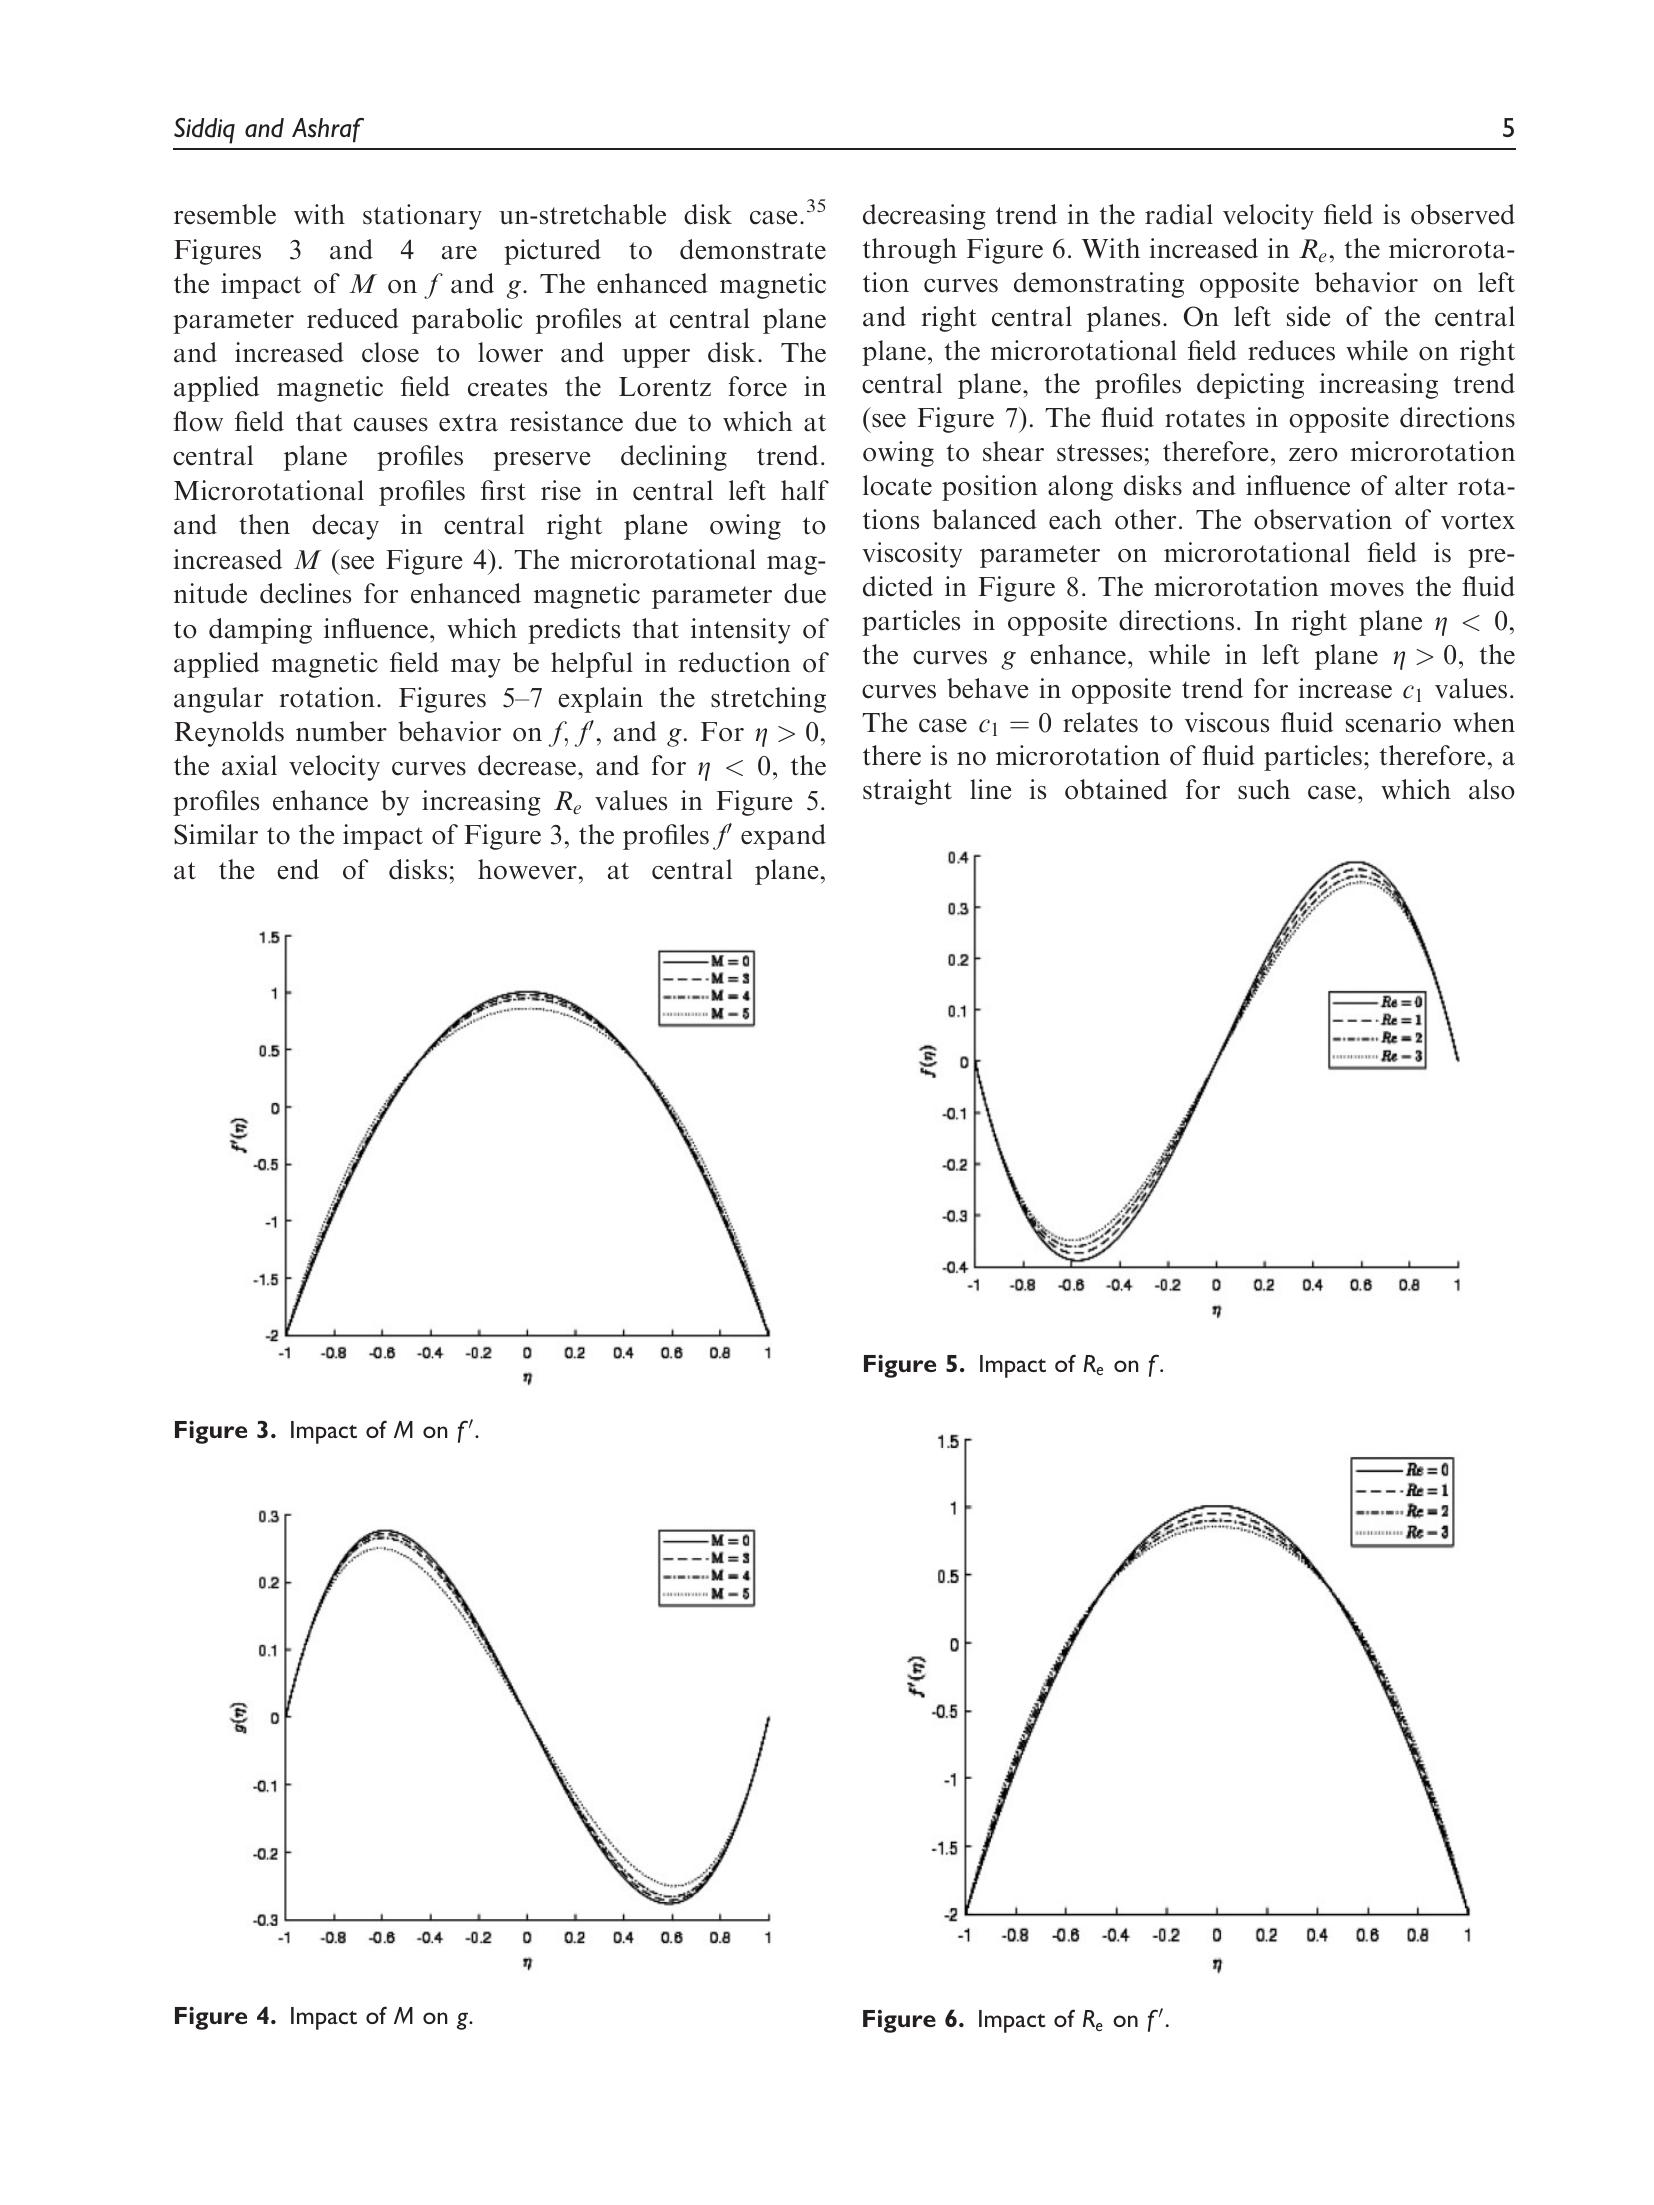 Siddiq and Ashraf
5
resemble with stationary un-stretchable disk case.35
Figures 3 and 4 are pictured to demonstrate
the impact of M on f and g. The enhanced magnetic
parameter reduced parabolic profiles at central plane
and increased close to lower and upper disk. The
applied magnetic field creates the Lorentz force in
flow field that causes extra resistance due to which at
central plane profiles preserve declining trend.
Microrotational profiles first rise in central left half
and then decay in central right plane owing to
increased M (see Figure 4). The microrotational mag-
nitude declines for enhanced magnetic parameter due
to damping influence, which predicts that intensity of
applied magnetic field may be helpful in reduction of
angular rotation. Figures 5–7 explain the stretching
Reynolds number behavior on f, f′, and g. For η > 0,
the axial velocity curves decrease, and for η < 0, the
profiles enhance by increasing Re values in Figure 5.
Similar to the impact of Figure 3, the profiles f′ expand
at the end of disks; however, at central plane,
1.5
1
0.5
0
-0.5
-1
-1.5
-2
f′(η)
M = 0
M = 3
M = 4
M = 5
-1 -0.8 -0.6 -0.4 -0.2 0 0.2 0.4 0.6 0.8 1
η
Figure 3. Impact of M on f′.
0.3
0.2
0.1
0
-0.1
-0.2
-0.3
g(η)
M = 0
M = 3
M = 4
M = 5
-1 -0.8 -0.6 -0.4 -0.2 0 0.2 0.4 0.6 0.8 1
η
Figure 4. Impact of M on g.
decreasing trend in the radial velocity field is observed
through Figure 6. With increased in Re, the microrota-
tion curves demonstrating opposite behavior on left
and right central planes. On left side of the central
plane, the microrotational field reduces while on right
central plane, the profiles depicting increasing trend
(see Figure 7). The fluid rotates in opposite directions
owing to shear stresses; therefore, zero microrotation
locate position along disks and influence of alter rota-
tions balanced each other. The observation of vortex
viscosity parameter on microrotational field is pre-
dicted in Figure 8. The microrotation moves the fluid
particles in opposite directions. In right plane η < 0,
the curves g enhance, while in left plane η > 0, the
curves behave in opposite trend for increase c1 values.
The case c1 = 0 relates to viscous fluid scenario when
there is no microrotation of fluid particles; therefore, a
straight line is obtained for such case, which also
0.4
0.3
0.2
0.1
0
-0.1
-0.2
-0.3
-0.4
f(η)
Re = 0
Re = 1
Re = 2
Re = 3
-1 -0.8 -0.6 -0.4 -0.2 0 0.2 0.4 0.6 0.8 1
η
Figure 5. Impact of Re on f.
1.5
1
0.5
0
-0.5
-1
-1.5
-2
f′(η)
Re = 0
Re = 1
Re = 2
Re = 3
-1 -0.8 -0.6 -0.4 -0.2 0 0.2 0.4 0.6 0.8 1
η
Figure 6. Impact of Re on f′.